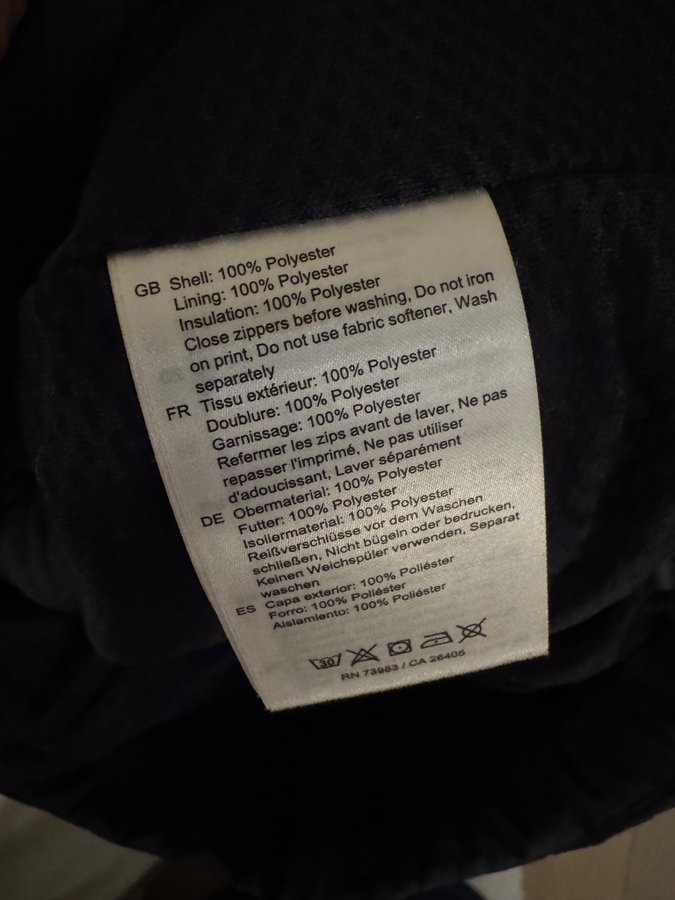 GB Shell: 100% Polyester
Lining: 100% Polyester
Insulation: 100% Polyester
Close zippers before washing, Do not iron
on print, Do not use fabric softener, Wash
separately
FR Tissu extérieur: 100% Polyester
Doublure: 100% Polyester
Garnissage: 100% Polyester
Refermer les zips avant de laver, Ne pas
repasser l'imprimé, Ne pas utiliser
d'adoucissant, Laver séparément
DE Obermaterial: 100% Polyester
Futter: 100% Polyester
Isoliermaterial: 100% Polyester
Reißverschlüsse vor dem Waschen
schließen, Nicht bügeln oder bedrucken,
Keinen Weichspüler verwenden, Separat
waschen
ES Capa exterior: 100% Poliéster
Forro: 100% Poliéster
Aislamiento: 100% Poliéster
30
RN 73983 / CA 26405